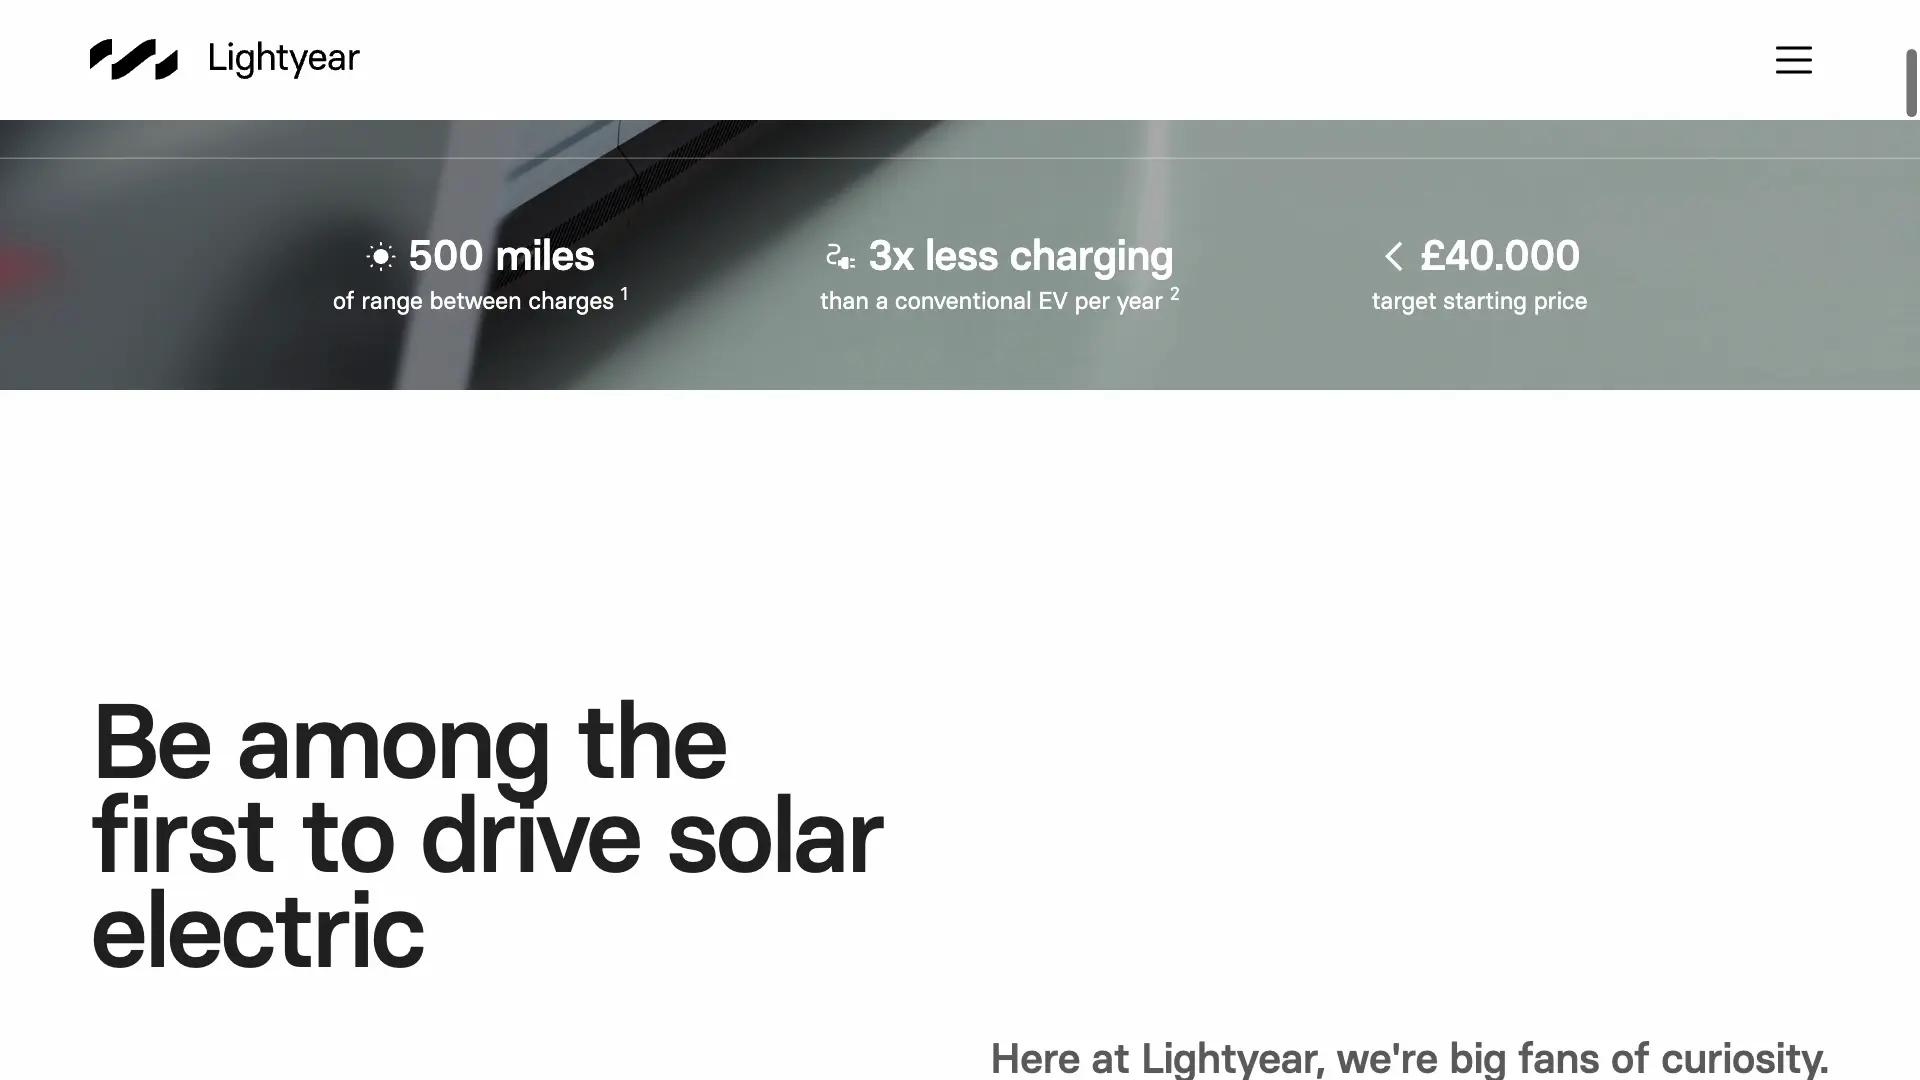 Lightyear
500 miles
of range between charges 1
3x less charging
than a conventional EV per year 2
< £40.000
target starting price
Be among the
first to drive solar
electric
Here at Lightyear, we're big fans of curiosity.